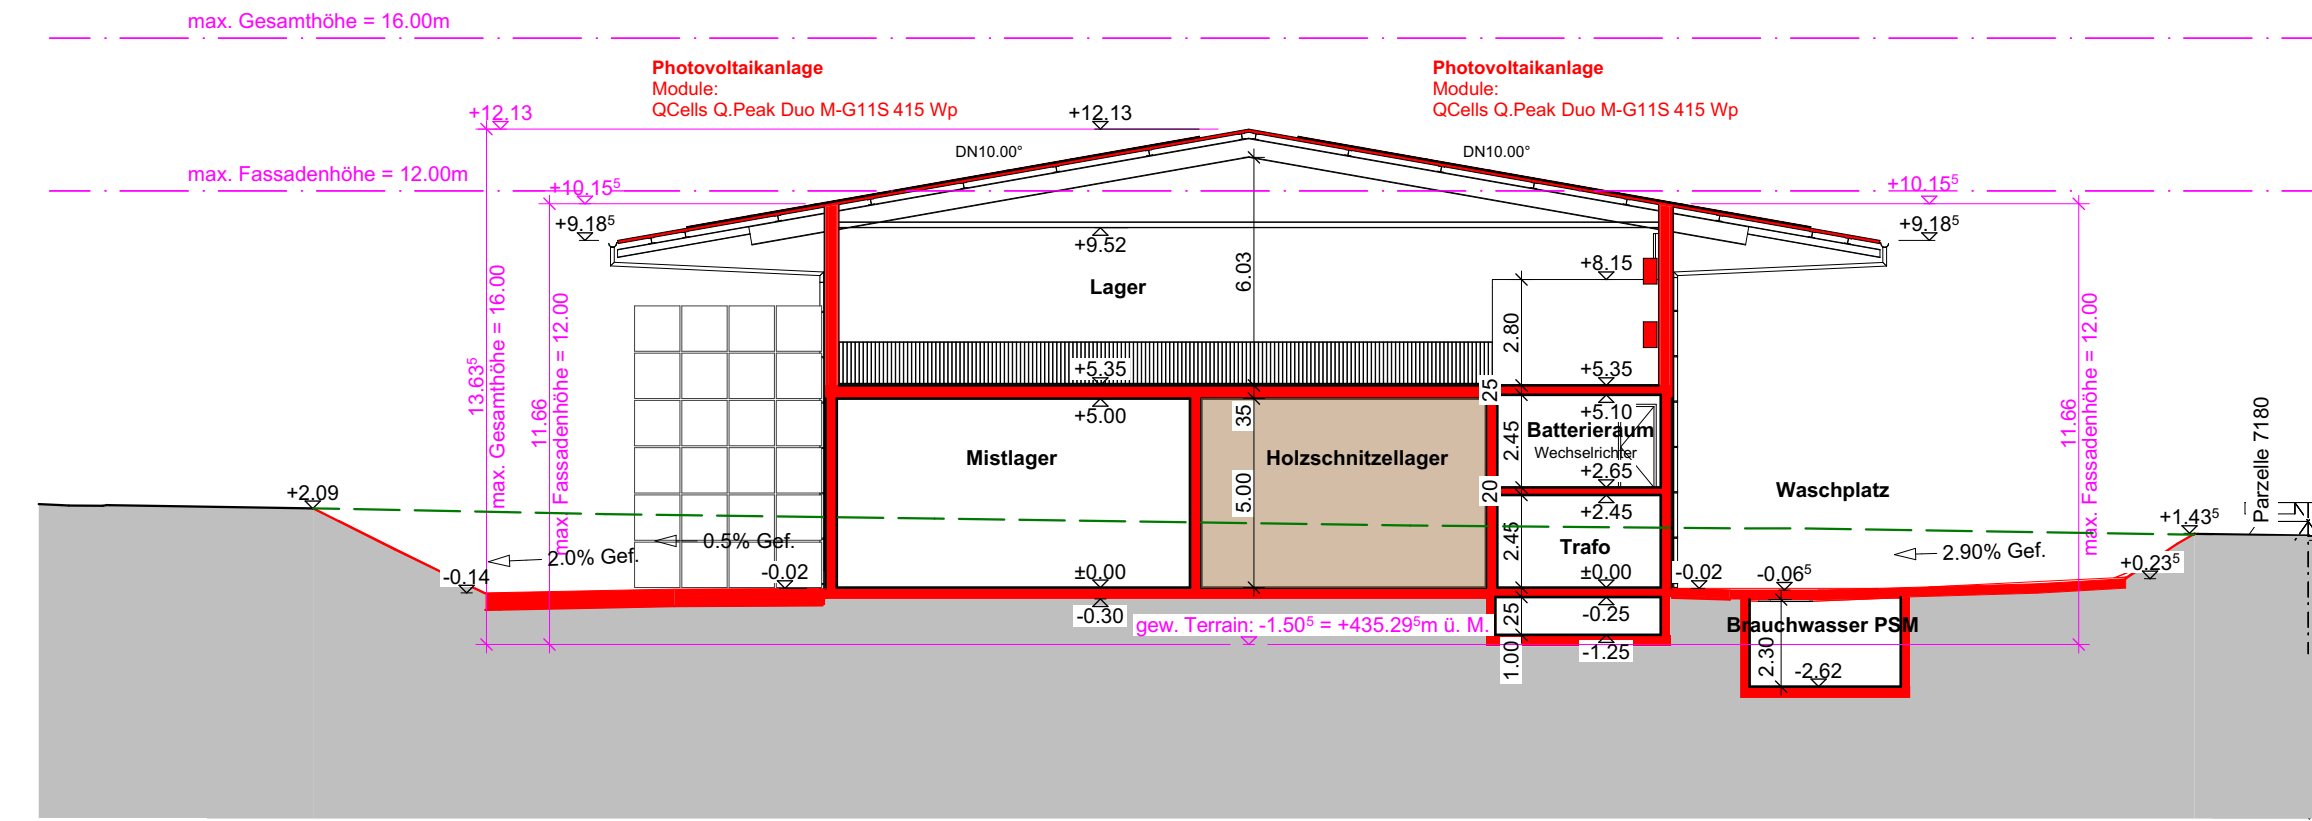 max. Gesamthöhe = 16.00m
Photovoltaikanlage
Module:
QCells Q.Peak Duo M-G11S 415 Wp
Photovoltaikanlage
Module:
QCells Q.Peak Duo M-G11S 415 Wp
+12.13
+12.13
DN10.00°
DN10.00°
max. Fassadenhöhe = 12.00m
+10.15⁵
+10.15⁵
+9.18⁵
+9.18⁵
+9.52
6.03
+8.15
Lager
2.80
13.63⁵
max. Gesamthöhe = 16.00
11.66
max. Fassadenhöhe = 12.00
11.66
max. Fassadenhöhe = 12.00
+5.35
+5.35
25
+5.00
35
+5.10
Batterieraum
Wechselrichter
2.45
+2.65
Mistlager
Holzschnitzellager
5.00
20
+2.45
2.45
Trafo
Waschplatz
Parzelle 7180
+2.09
+1.43⁵
2.0% Gef.
0.5% Gef.
2.90% Gef.
-0.14
-0.02
±0.00
±0.00
-0.02
-0.06⁵
+0.23⁵
-0.30
25
-0.25
gew. Terrain: -1.50⁵ = +435.29⁵m ü. M.
1.00
-1.25
Brauchwasser PSM
2.30
-2.62